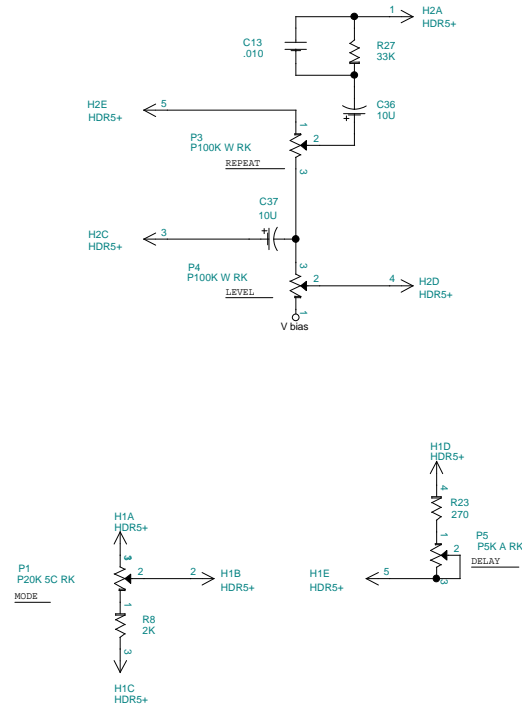 1
H2A
HDR5+
C13
.010
R27
33K
H2E
HDR5+
5
C36
10U
+
1
P3
P100K W RK
2
REPEAT
3
C37
10U
+
H2C
HDR5+
3
P4
P100K W RK
3
2
4
H2D
HDR5+
LEVEL
1
V bias
H1D
HDR5+
4
R23
270
H1A
HDR5+
1
P5
P5K A RK
2
DELAY
3
P1
P20K 5C RK
2
2
H1B
HDR5+
H1E
HDR5+
5
MODE
1
R8
2K
3
H1C
HDR5+